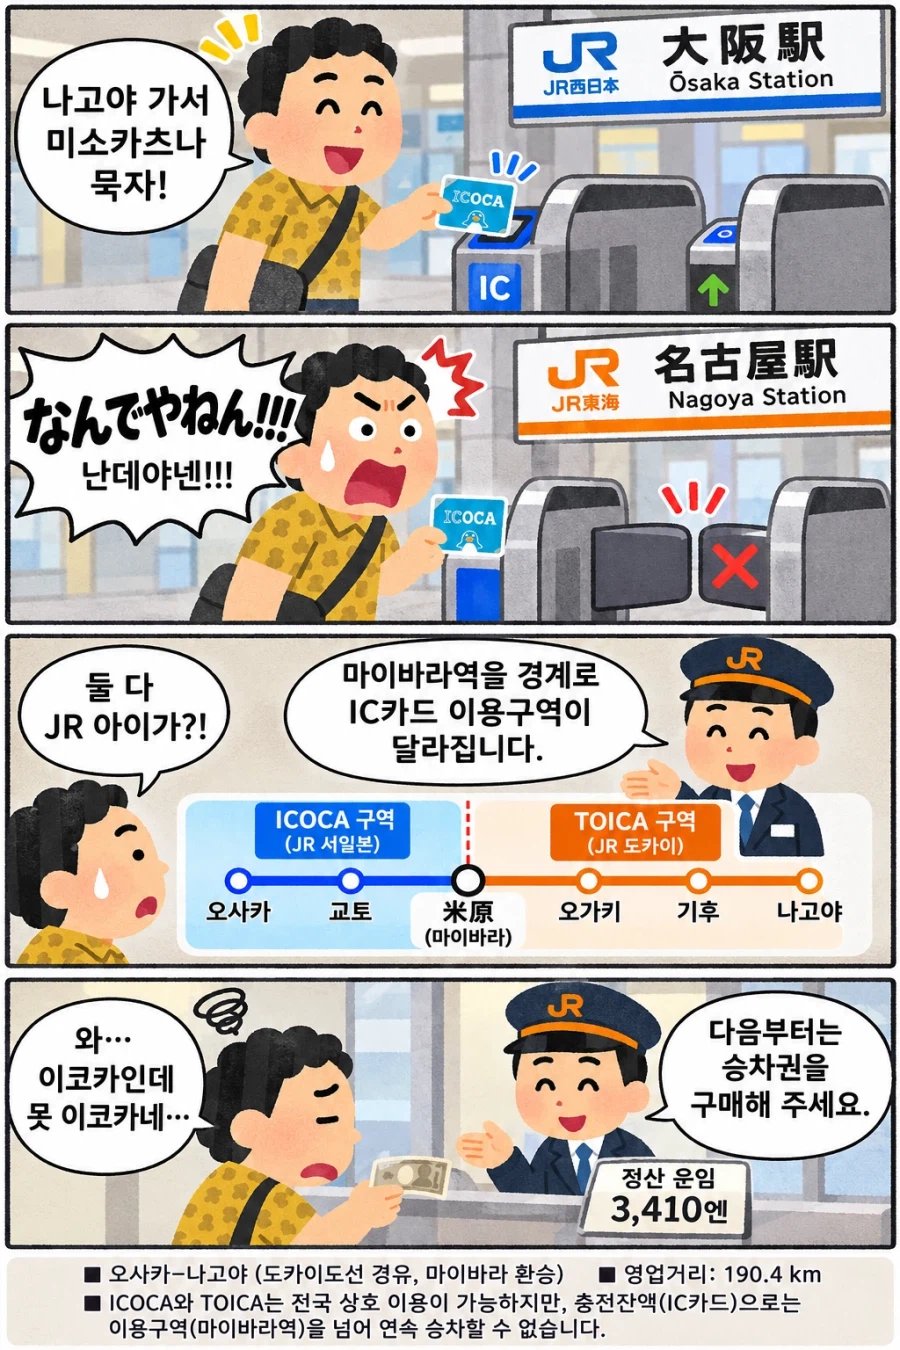 나고야 가서
미소카츠나
묵자!
JR
JR西日本
大阪駅
Ōsaka Station
ICOCA
IC
なんでやねん!!!
난데야넨!!!
JR
JR東海
名古屋駅
Nagoya Station
ICOCA
둘 다
JR 아이가?!
마이바라역을 경계로
IC카드 이용구역이
달라집니다.
JR
ICOCA 구역
(JR 서일본)
TOICA 구역
(JR 도카이)
오사카
교토
米原
(마이바라)
오가키
기후
나고야
와…
이코카인데
못 이코카네…
JR
다음부터는
승차권을
구매해 주세요.
정산 운임
3,410엔
■ 오사카–나고야 (도카이도선 경유, 마이바라 환승) ■ 영업거리: 190.4 km
■ ICOCA와 TOICA는 전국 상호 이용이 가능하지만, 충전잔액(IC카드)으로는
이용구역(마이바라역)을 넘어 연속 승차할 수 없습니다.